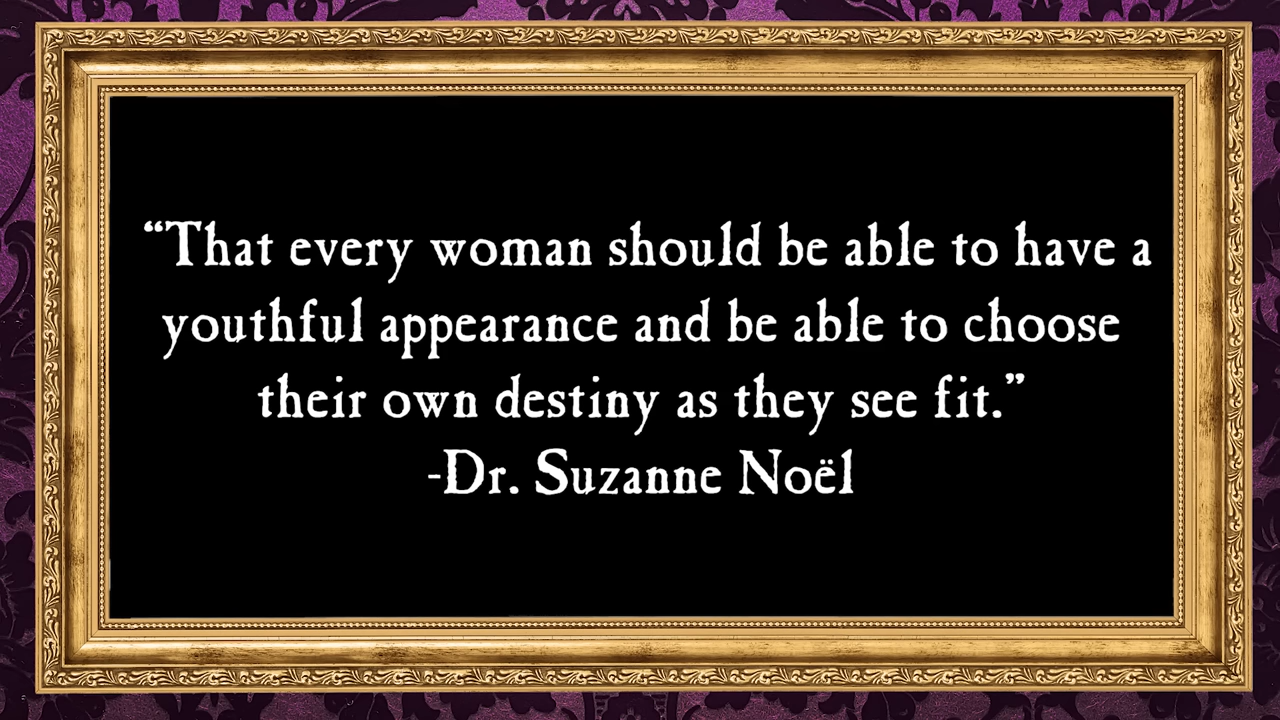 “That every woman should be able to have a
youthful appearance and be able to choose
their own destiny as they see fit.”
-Dr. Suzanne Noël